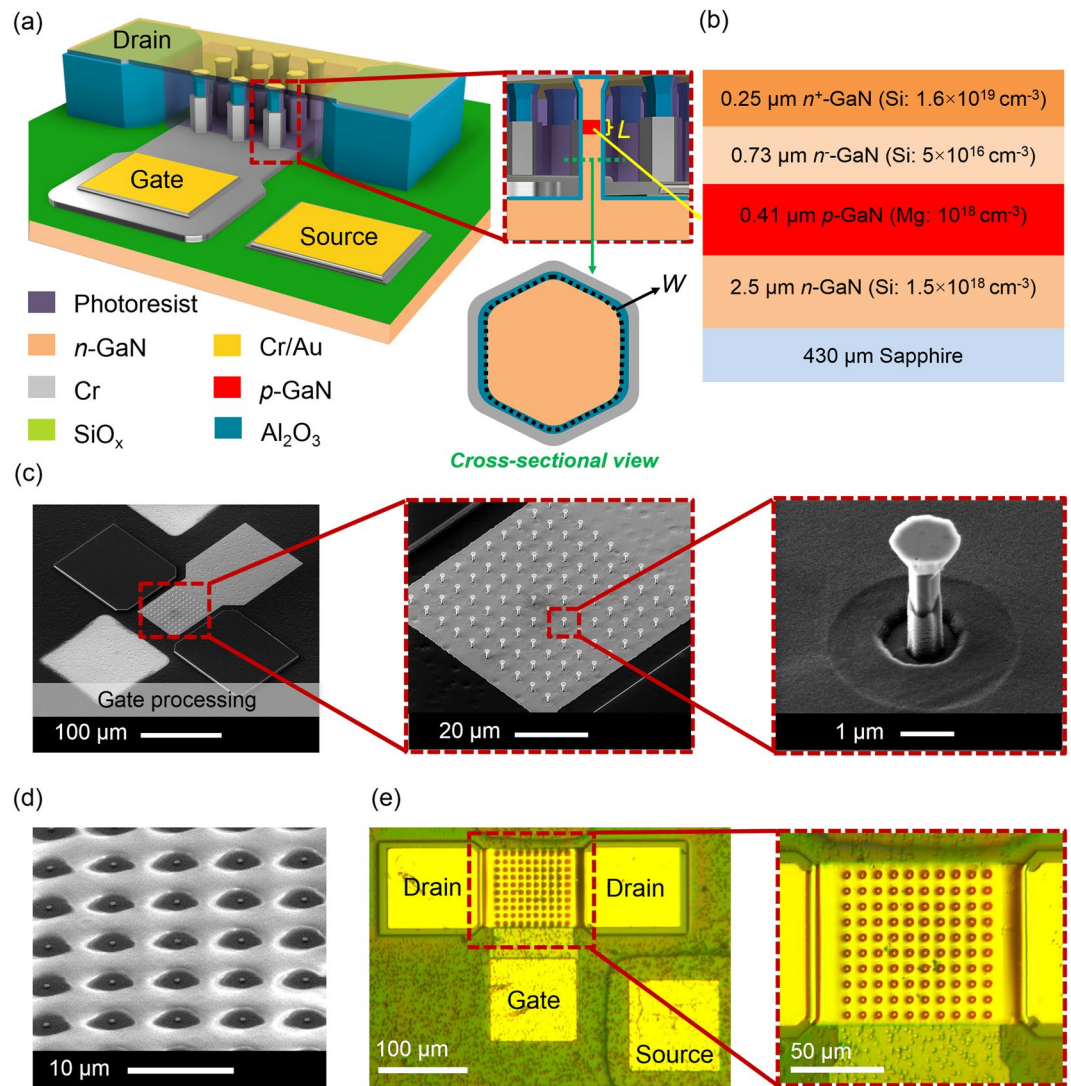 (a)
Drain
Gate
Source
L
W
Photoresist
n-GaN
Cr
SiOₓ
Cr/Au
p-GaN
Al₂O₃
Cross-sectional view
(b)
0.25 µm n⁺-GaN (Si: 1.6×10¹⁹ cm⁻³)
0.73 µm n⁻-GaN (Si: 5×10¹⁶ cm⁻³)
0.41 µm p-GaN (Mg: 10¹⁸ cm⁻³)
2.5 µm n-GaN (Si: 1.5×10¹⁸ cm⁻³)
430 µm Sapphire
(c)
Gate processing
100 µm
20 µm
1 µm
(d)
10 µm
(e)
Drain
Drain
Gate
Source
100 µm
50 µm